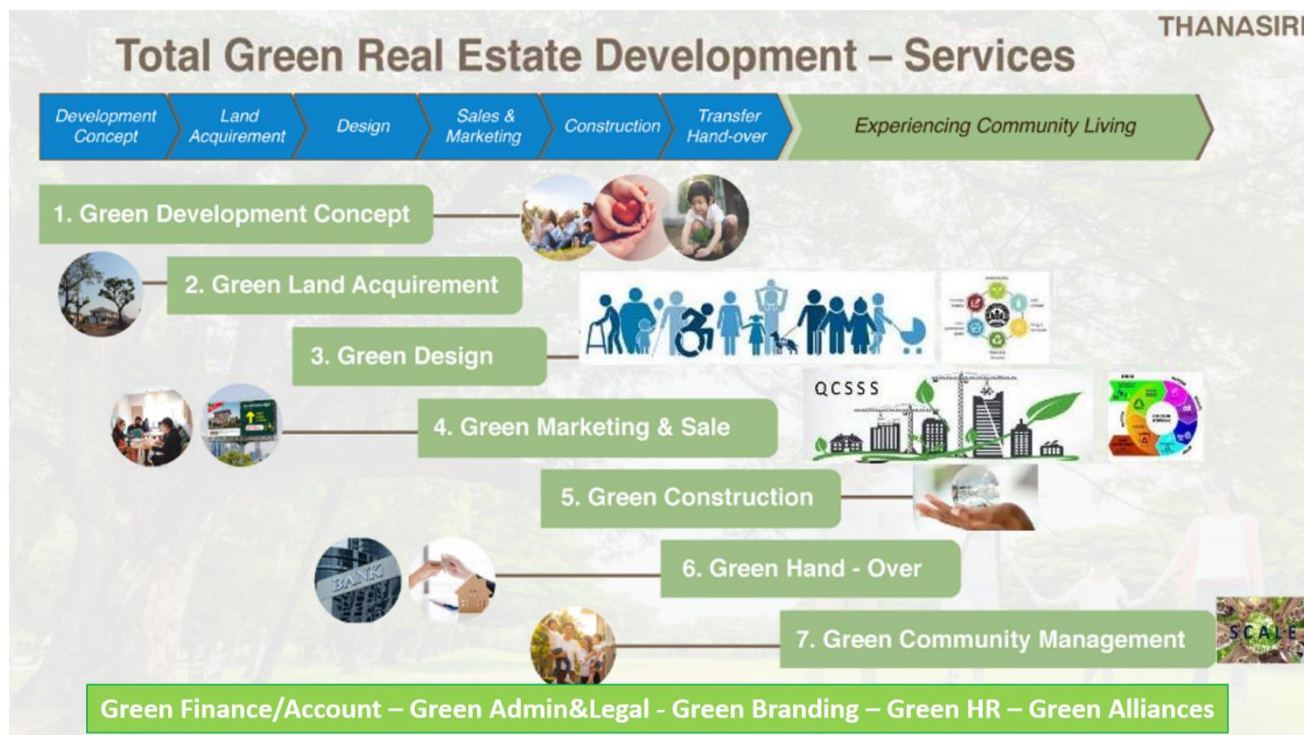 THANASIRI
Total Green Real Estate Development – Services
Development
Concept
Land
Acquirement
Design
Sales &
Marketing
Construction
Transfer
Hand-over
Experiencing Community Living
1. Green Development Concept
2. Green Land Acquirement
3. Green Design
QCSSS
4. Green Marketing & Sale
5. Green Construction
BANK
6. Green Hand - Over
7. Green Community Management
SCALE
Green Finance/Account – Green Admin&Legal - Green Branding – Green HR – Green Alliances